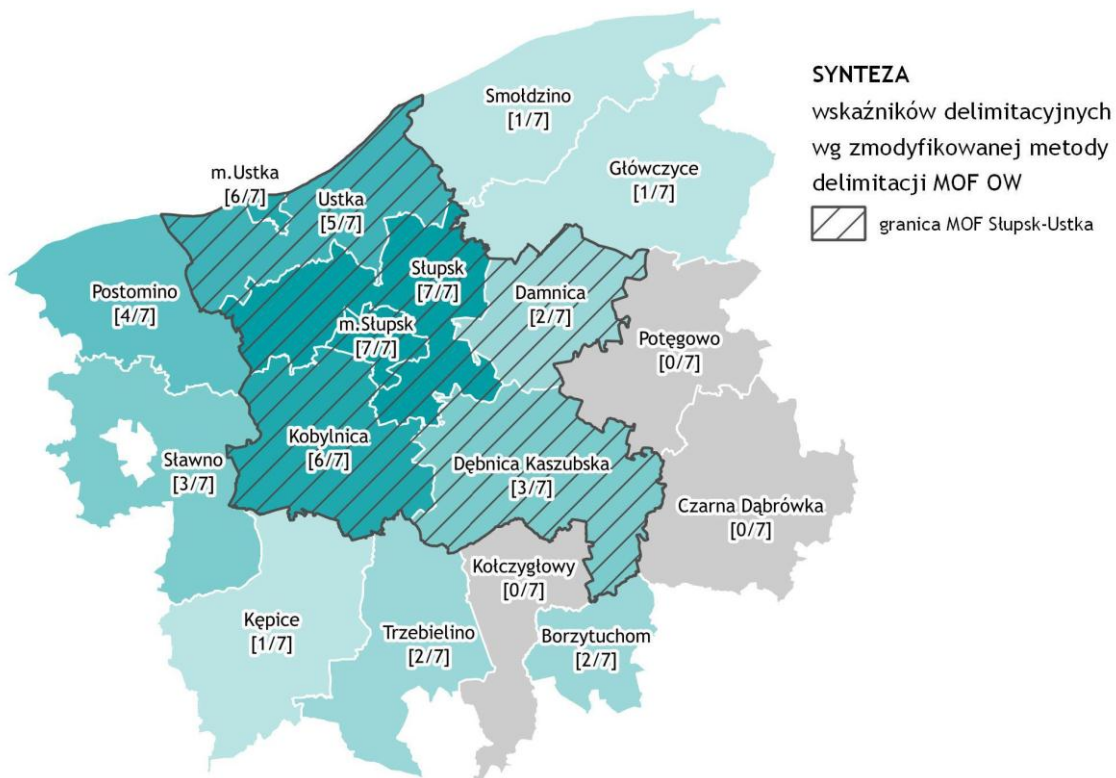 Smołdzino
[1/7]
Główczyce
[1/7]
m.Ustka
[6/7]
Ustka
[5/7]
Słupsk
[7/7]
Damnica
[2/7]
Postomino
[4/7]
m.Słupsk
[7/7]
Potęgowo
[0/7]
Kobylnica
[6/7]
Sławno
[3/7]
Dębnica Kaszubska
[3/7]
Czarna Dąbrówka
[0/7]
Kołczygłowy
[0/7]
Kępice
[1/7]
Trzebielino
[2/7]
Borzytuchom
[2/7]
SYNTEZA
wskaźników delimitacyjnych
wg zmodyfikowanej metody
delimitacji MOF OW
granica MOF Słupsk-Ustka